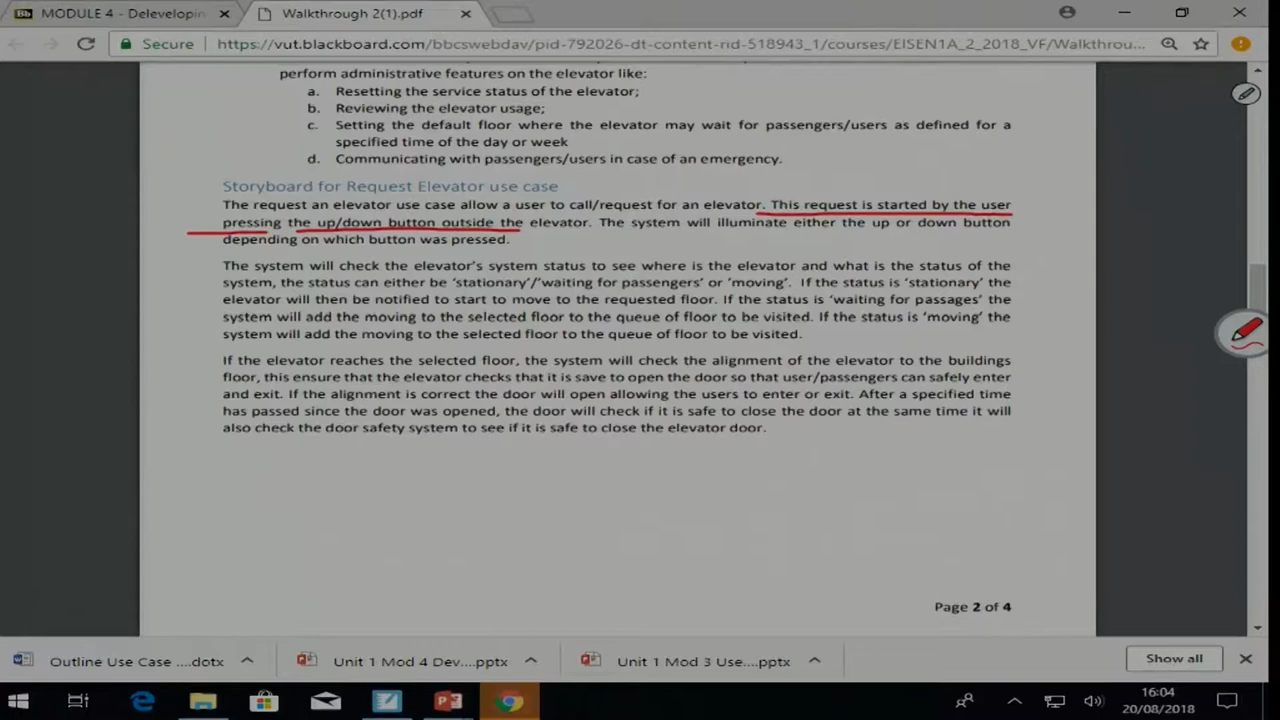 MODULE 4 - Delevelopin
Walkthrough 2(1).pdf
Secure
https://vut.blackboard.com/bbcswebdav/pid-792026-dt-content-rid-518943_1/courses/EISEN1A_2_2018_VF/Walkthrou...
perform administrative features on the elevator like:
a. Resetting the service status of the elevator;
b. Reviewing the elevator usage;
c. Setting the default floor where the elevator may wait for passengers/users as defined for a
specified time of the day or week
d. Communicating with passengers/users in case of an emergency.
Storyboard for Request Elevator use case
The request an elevator use case allow a user to call/request for an elevator. This request is started by the user
pressing the up/down button outside the elevator. The system will illuminate either the up or down button
depending on which button was pressed.
The system will check the elevator's system status to see where is the elevator and what is the status of the
system, the status can either be 'stationary'/'waiting for passengers' or 'moving'. If the status is 'stationary' the
elevator will then be notified to start to move to the requested floor. If the status is 'waiting for passages' the
system will add the moving to the selected floor to the queue of floor to be visited. If the status is 'moving' the
system will add the moving to the selected floor to the queue of floor to be visited.
If the elevator reaches the selected floor, the system will check the alignment of the elevator to the buildings
floor, this ensure that the elevator checks that it is save to open the door so that user/passengers can safely enter
and exit. If the alignment is correct the door will open allowing the users to enter or exit. After a specified time
has passed since the door was opened, the door will check if it is safe to close the door at the same time it will
also check the door safety system to see if it is safe to close the elevator door.
Page 2 of 4
Outline Use Case ....dotx
Unit 1 Mod 4 Dev....pptx
Unit 1 Mod 3 Use....pptx
Show all
16:04
20/08/2018